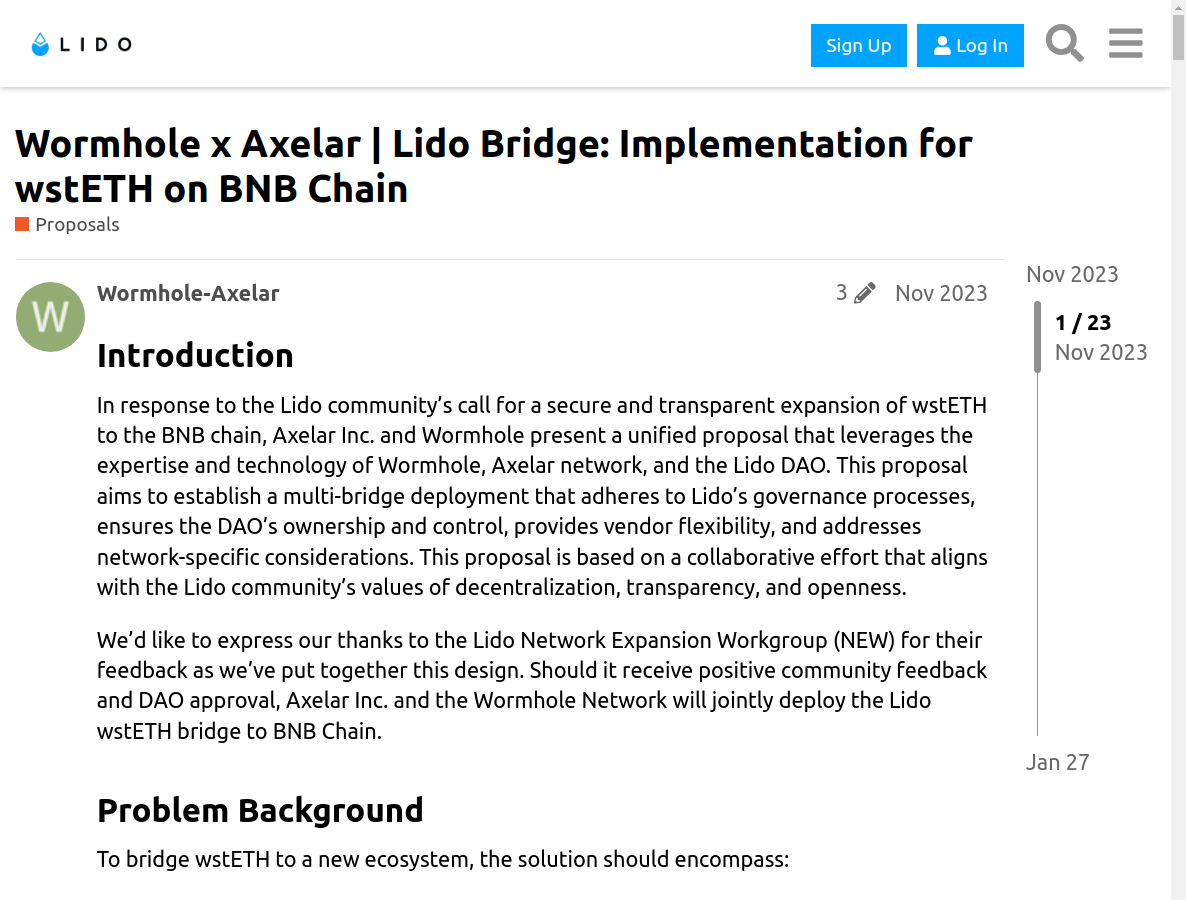 LIDO
Sign Up
Log In
Wormhole x Axelar | Lido Bridge: Implementation for
wstETH on BNB Chain
Proposals
W
Wormhole-Axelar
3
Nov 2023
Introduction
In response to the Lido community’s call for a secure and transparent expansion of wstETH
to the BNB chain, Axelar Inc. and Wormhole present a unified proposal that leverages the
expertise and technology of Wormhole, Axelar network, and the Lido DAO. This proposal
aims to establish a multi-bridge deployment that adheres to Lido’s governance processes,
ensures the DAO’s ownership and control, provides vendor flexibility, and addresses
network-specific considerations. This proposal is based on a collaborative effort that aligns
with the Lido community’s values of decentralization, transparency, and openness.
We’d like to express our thanks to the Lido Network Expansion Workgroup (NEW) for their
feedback as we’ve put together this design. Should it receive positive community feedback
and DAO approval, Axelar Inc. and the Wormhole Network will jointly deploy the Lido
wstETH bridge to BNB Chain.
Problem Background
To bridge wstETH to a new ecosystem, the solution should encompass:
Nov 2023
1 / 23
Nov 2023
Jan 27